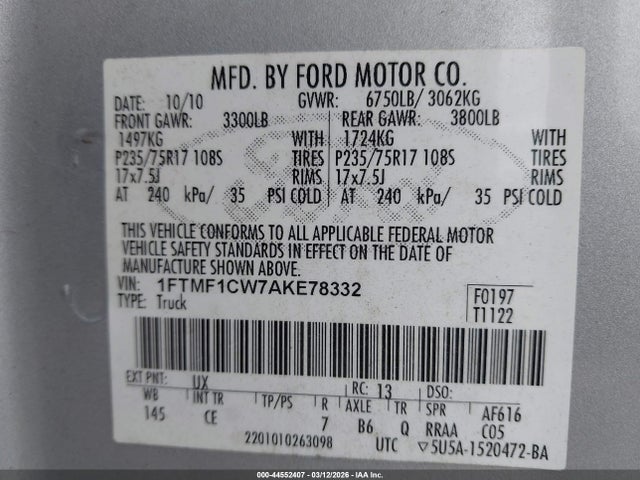 MFD. BY FORD MOTOR CO.
DATE: 10/10 GVWR: 6750LB/ 3062KG
FRONT GAWR: 3300LB REAR GAWR: 3800LB
1497KG WITH 1724KG WITH
P235/75R17 108S TIRES P235/75R17 108S TIRES
17x7.5J RIMS 17x7.5J RIMS
AT 240 kPa/ 35 PSI COLD AT 240 kPa/ 35 PSI COLD
THIS VEHICLE CONFORMS TO ALL APPLICABLE FEDERAL MOTOR
VEHICLE SAFETY STANDARDS IN EFFECT ON THE DATE OF
MANUFACTURE SHOWN ABOVE.
VIN: 1FTMF1CW7AKE78332 F0197
TYPE: Truck T1122
EXT PNT: UX RC: 13 DSO:
WB INT TR TP/PS R AXLE TR SPR AF616
145 CE 7 B6 Q RRAA C05
2201010263098 UTC ▽5U5A-1520472-BA
000-44552407 - 03/12/2026 - IAAI Inc.